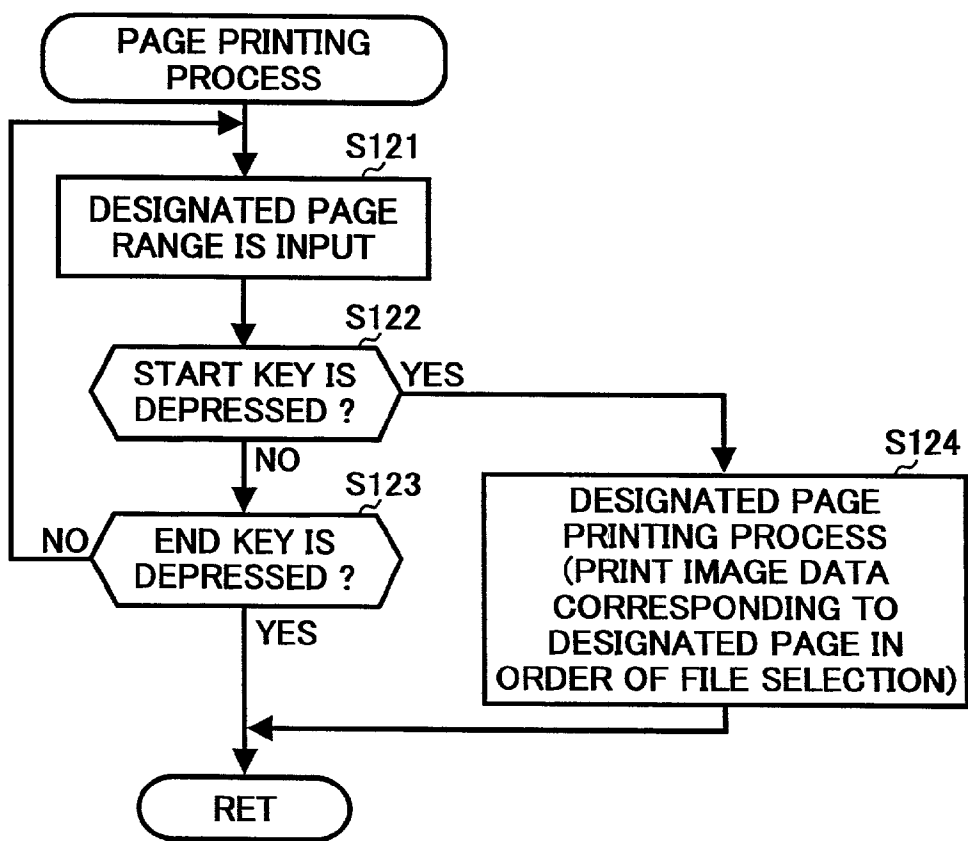 PAGE PRINTING
PROCESS
S121
DESIGNATED PAGE
RANGE IS INPUT
S122
START KEY IS
DEPRESSED ?
YES
NO
S123
END KEY IS
DEPRESSED ?
NO
YES
S124
DESIGNATED PAGE
PRINTING PROCESS
(PRINT IMAGE DATA
CORRESPONDING TO
DESIGNATED PAGE IN
ORDER OF FILE SELECTION)
RET